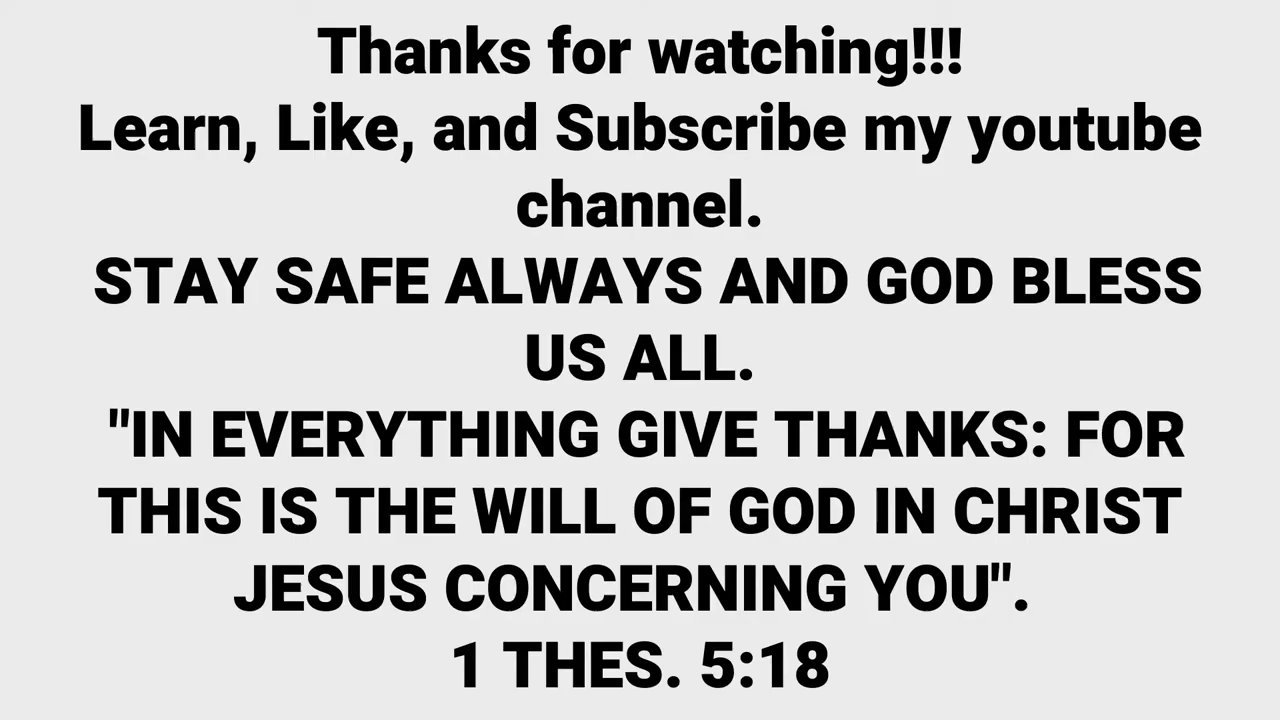 Thanks for watching!!!
Learn, Like, and Subscribe my youtube
channel.
STAY SAFE ALWAYS AND GOD BLESS
US ALL.
"IN EVERYTHING GIVE THANKS: FOR
THIS IS THE WILL OF GOD IN CHRIST
JESUS CONCERNING YOU".
1 THES. 5:18